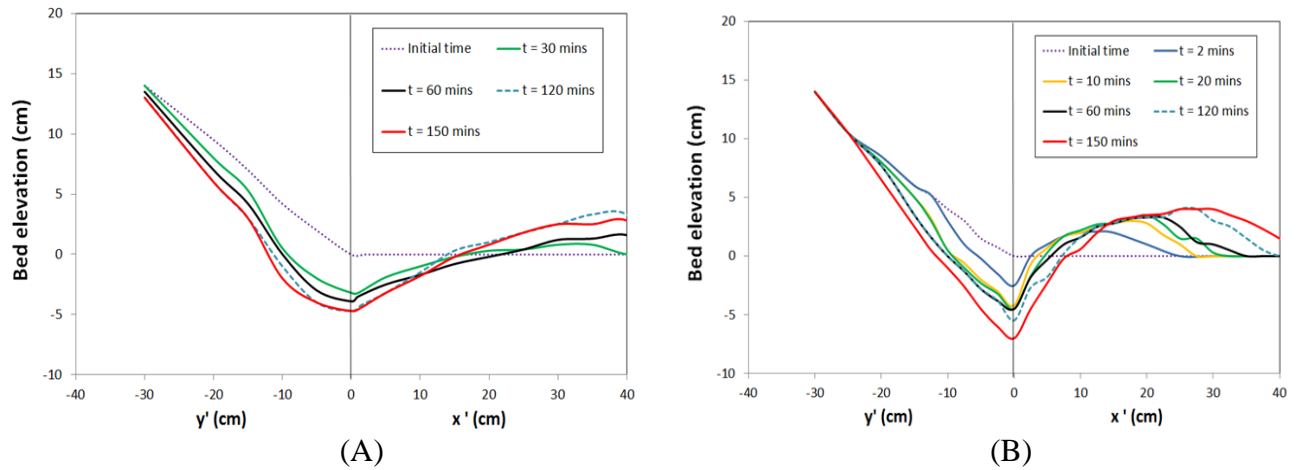 20
15
10
5
0
-5
-10
Bed elevation (cm)
Initial time
t = 30 mins
t = 60 mins
t = 120 mins
t = 150 mins
-40 -30 -20 -10 0 10 20 30 40
y' (cm) x ' (cm)
(A)
20
15
10
5
0
-5
-10
Bed elevation (cm)
Initial time
t = 2 mins
t = 10 mins
t = 20 mins
t = 60 mins
t = 120 mins
t = 150 mins
-40 -30 -20 -10 0 10 20 30 40
y' (cm) x ' (cm)
(B)